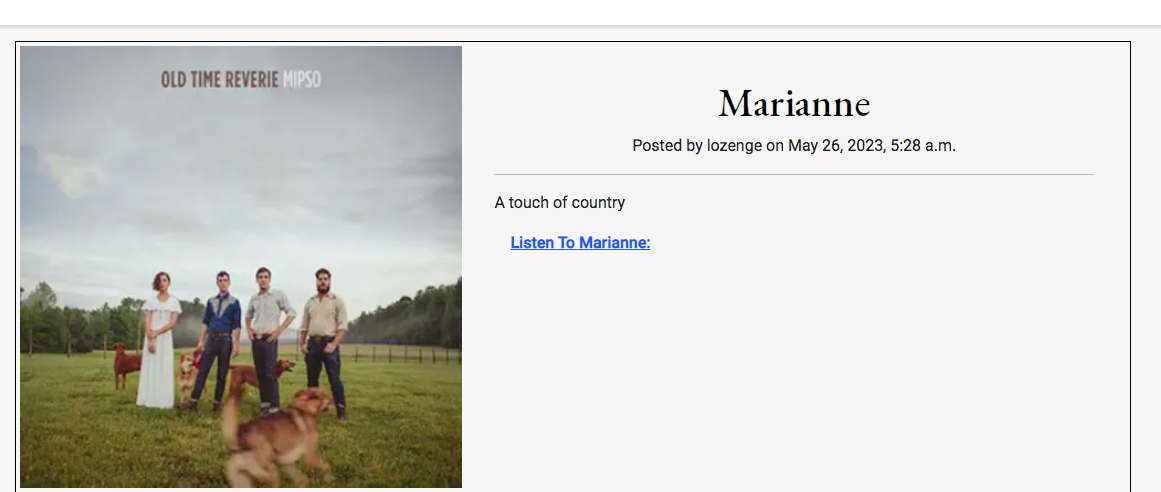 OLD TIME REVERIE MIPSO
Marianne
Posted by lozenge on May 26, 2023, 5:28 a.m.
A touch of country
Listen To Marianne: